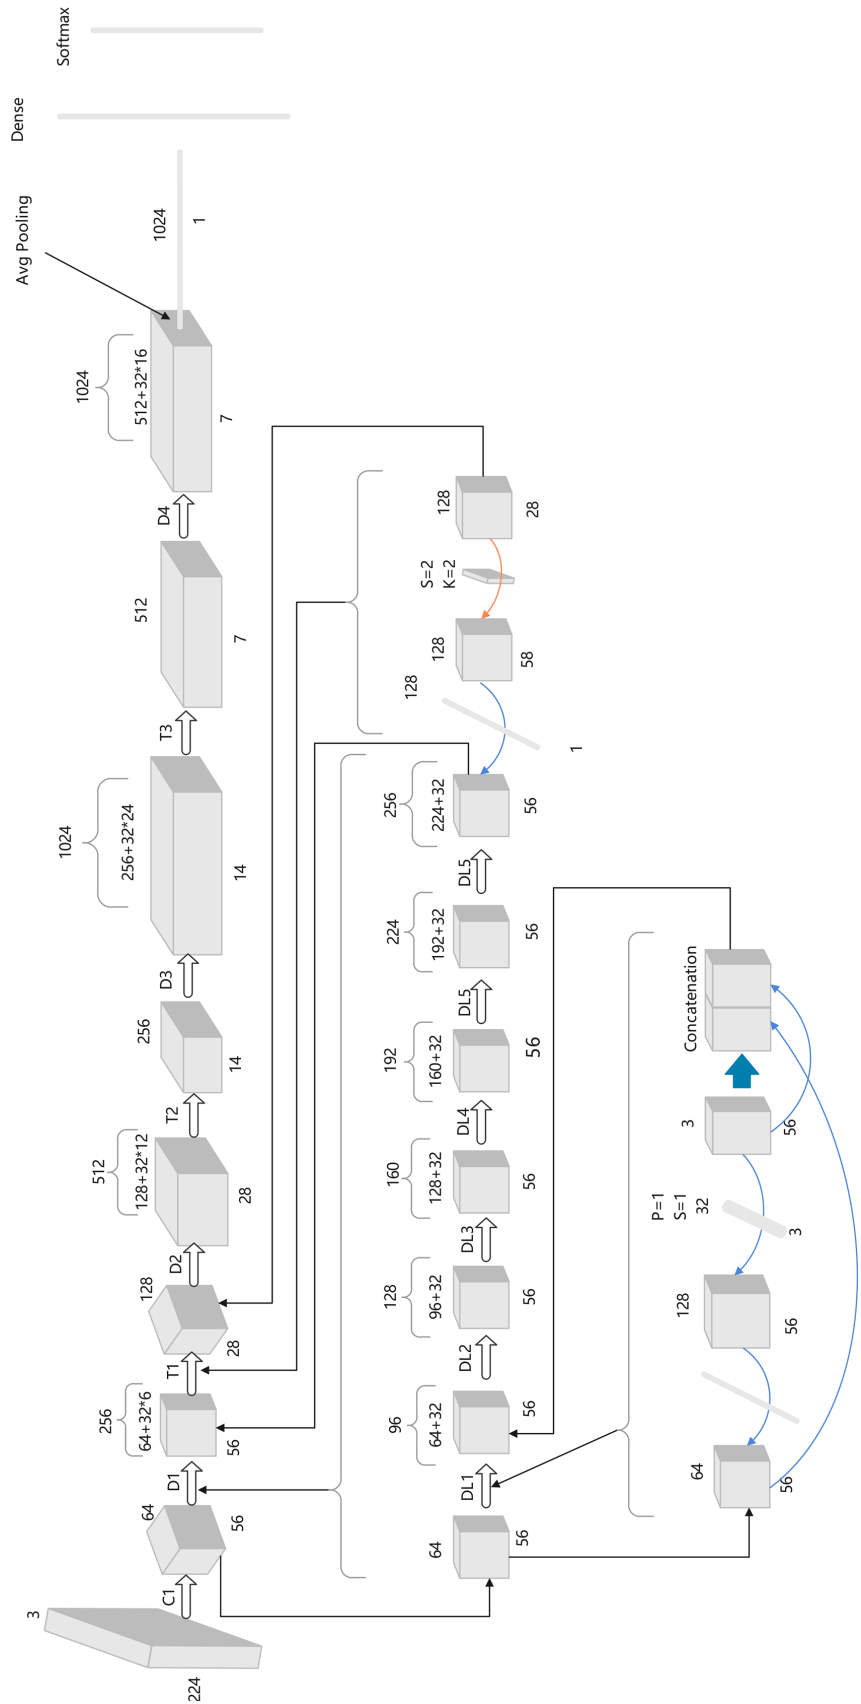 3
224
C1
64
56
D1
256
64+32*6
56
T1
128
28
D2
512
128+32*12
28
T2
256
14
D3
1024
256+32*24
14
T3
512
7
D4
1024
512+32*16
7
Avg Pooling
1024
1
Dense
Softmax
64
56
DL1
96
64+32
56
DL2
128
96+32
56
DL3
160
128+32
56
DL4
192
160+32
56
DL5
224
192+32
56
DL5
256
224+32
56
128
1
128
58
S=2
K=2
128
28
64
56
128
56
P=1
S=1
32
3
3
56
Concatenation